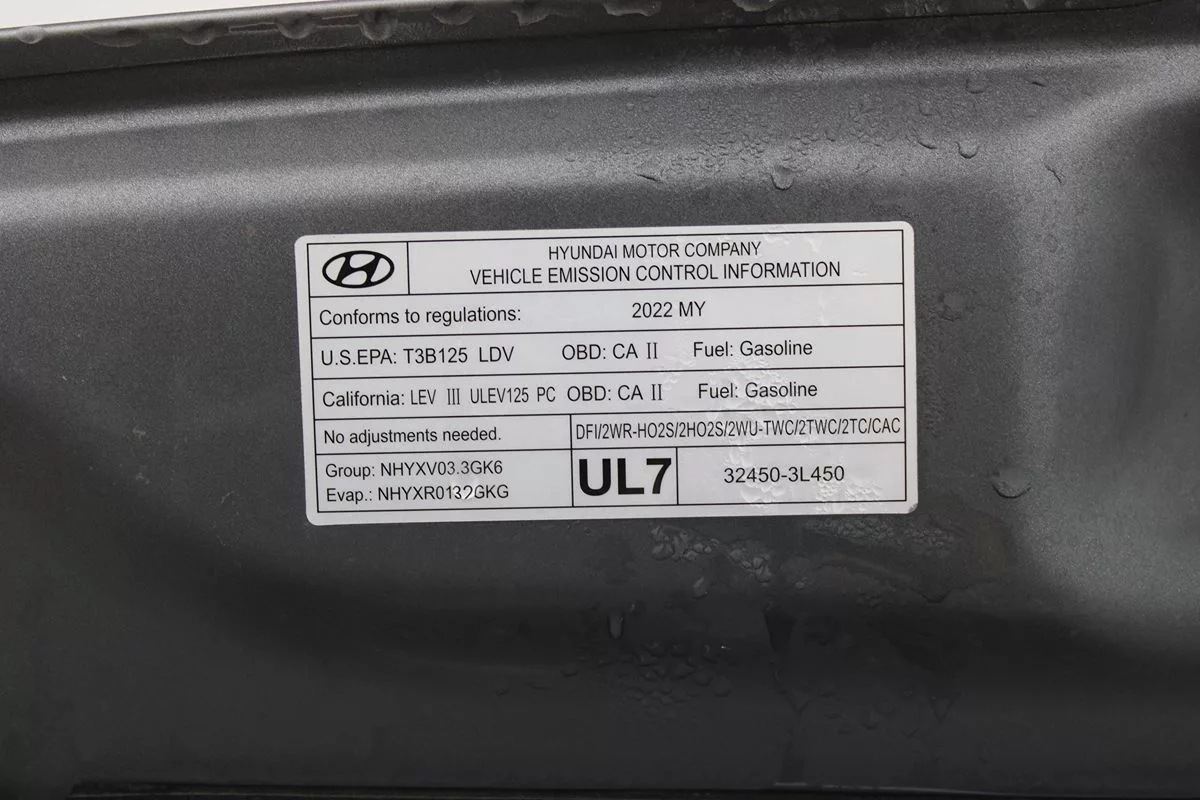 HYUNDAI MOTOR COMPANY
VEHICLE EMISSION CONTROL INFORMATION
Conforms to regulations: 2022 MY
U.S.EPA: T3B125 LDV OBD: CA II Fuel: Gasoline
California: LEV III ULEV125 PC OBD: CA II Fuel: Gasoline
No adjustments needed. DFI/2WR-HO2S/2HO2S/2WU-TWC/2TWC/2TC/CAC
Group: NHYXV03.3GK6
Evap.: NHYXR0132GKG
UL7 32450-3L450